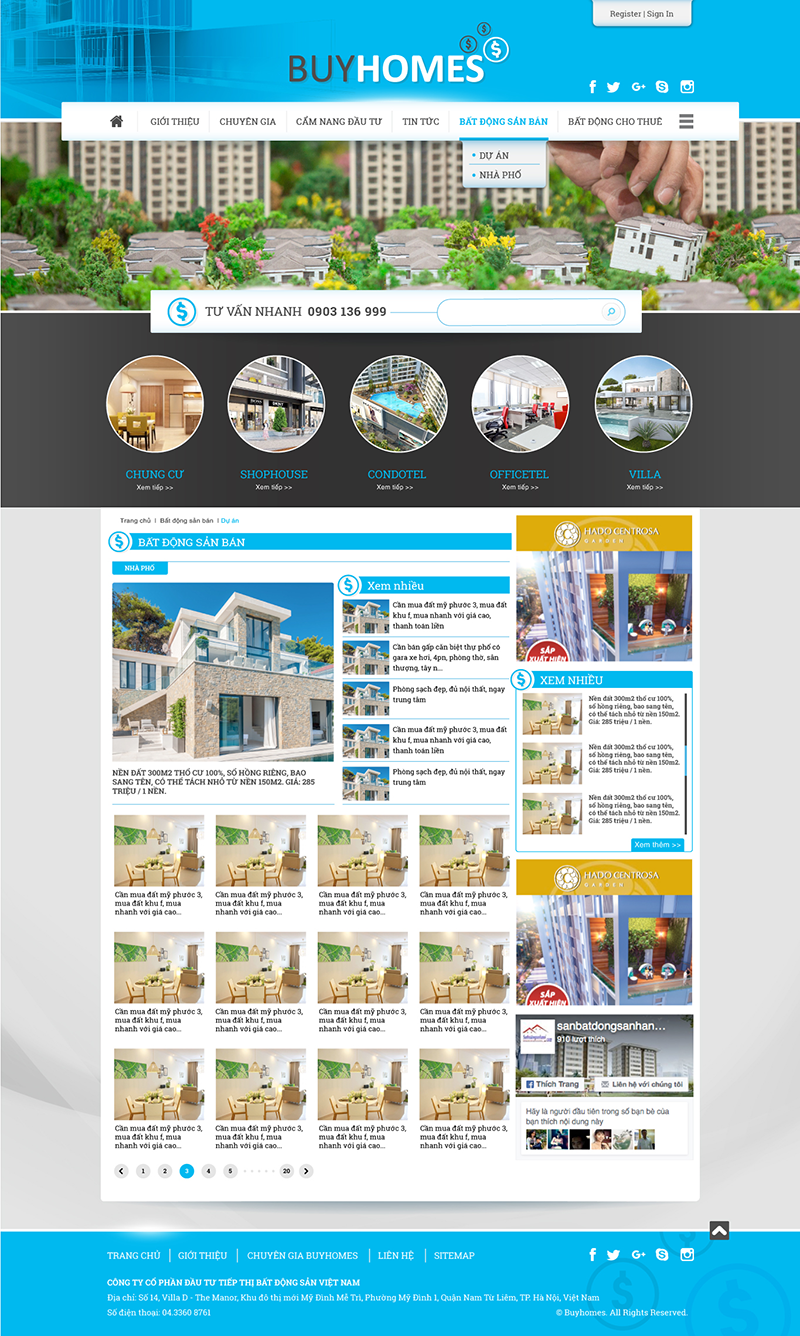 Register | Sign In
BUYHOMES
GIỚI THIỆU
CHUYÊN GIA
CẨM NANG ĐẦU TƯ
TIN TỨC
BẤT ĐỘNG SẢN BÁN
BẤT ĐỘNG CHO THUÊ
DỰ ÁN
NHÀ PHỐ
TƯ VẤN NHANH 0903 136 999
CHUNG CƯ
Xem tiếp >>
SHOPHOUSE
Xem tiếp >>
CONDOTEL
Xem tiếp >>
OFFICETEL
Xem tiếp >>
VILLA
Xem tiếp >>
Trang chủ I Bất động sản bán I Dự án
BẤT ĐỘNG SẢN BÁN
NHÀ PHỐ
NỀN ĐẤT 300M2 THỔ CƯ 100%, SỔ HỒNG RIÊNG, BAO
SANG TÊN, CÓ THỂ TÁCH NHỎ TỪ NỀN 150M2. GIÁ: 285
TRIỆU / 1 NỀN.
Xem nhiều
Cần mua đất mỹ phước 3, mua đất
khu f, mua nhanh với giá cao,
thanh toán liền
Cần bán gấp căn biệt thự phố có
gara xe hơi, 4pn, phòng thờ, sân
thượng, tây n...
Phòng sạch đẹp, đủ nội thất, ngay
trung tâm
Cần mua đất mỹ phước 3, mua đất
khu f, mua nhanh với giá cao,
thanh toán liền
Phòng sạch đẹp, đủ nội thất, ngay
trung tâm
Cần mua đất mỹ phước 3,
mua đất khu f, mua
nhanh với giá cao...
Cần mua đất mỹ phước 3,
mua đất khu f, mua
nhanh với giá cao...
Cần mua đất mỹ phước 3,
mua đất khu f, mua
nhanh với giá cao...
Cần mua đất mỹ phước 3,
mua đất khu f, mua
nhanh với giá cao...
Cần mua đất mỹ phước 3,
mua đất khu f, mua
nhanh với giá cao...
Cần mua đất mỹ phước 3,
mua đất khu f, mua
nhanh với giá cao...
Cần mua đất mỹ phước 3,
mua đất khu f, mua
nhanh với giá cao...
Cần mua đất mỹ phước 3,
mua đất khu f, mua
nhanh với giá cao...
Cần mua đất mỹ phước 3,
mua đất khu f, mua
nhanh với giá cao...
Cần mua đất mỹ phước 3,
mua đất khu f, mua
nhanh với giá cao...
Cần mua đất mỹ phước 3,
mua đất khu f, mua
nhanh với giá cao...
Cần mua đất mỹ phước 3,
mua đất khu f, mua
nhanh với giá cao...
1 2 3 4 5 ...... 20
HADO CENTROSA
GARDEN
SẮP
XUẤT HIỆN
XEM NHIỀU
Nền đất 300m2 thổ cư 100%,
sổ hồng riêng, bao sang tên,
có thể tách nhỏ từ nền 150m2.
Giá: 285 triệu / 1 nền.
Nền đất 300m2 thổ cư 100%,
sổ hồng riêng, bao sang tên,
có thể tách nhỏ từ nền 150m2.
Giá: 285 triệu / 1 nền.
Nền đất 300m2 thổ cư 100%,
sổ hồng riêng, bao sang tên,
có thể tách nhỏ từ nền 150m2.
Giá: 285 triệu / 1 nền.
Xem thêm >>
HADO CENTROSA
GARDEN
SẮP
XUẤT HIỆN
sanbatdongsanhan...
910 lượt thích
Thích Trang
Liên hệ với chúng tôi
Hãy là người đầu tiên trong số bạn bè của
bạn thích nội dung này
TRANG CHỦ
GIỚI THIỆU
CHUYÊN GIA BUYHOMES
LIÊN HỆ
SITEMAP
CÔNG TY CỔ PHẦN ĐẦU TƯ TIẾP THỊ BẤT ĐỘNG SẢN VIỆT NAM
Địa chỉ: Số 14, Villa D - The Manor, Khu đô thị mới Mỹ Đình Mễ Trì, Phường Mỹ Đình 1, Quận Nam Từ Liêm, TP. Hà Nội, Việt Nam
Số điện thoại: 04.3360 8761
© Buyhomes. All Rights Reserved.